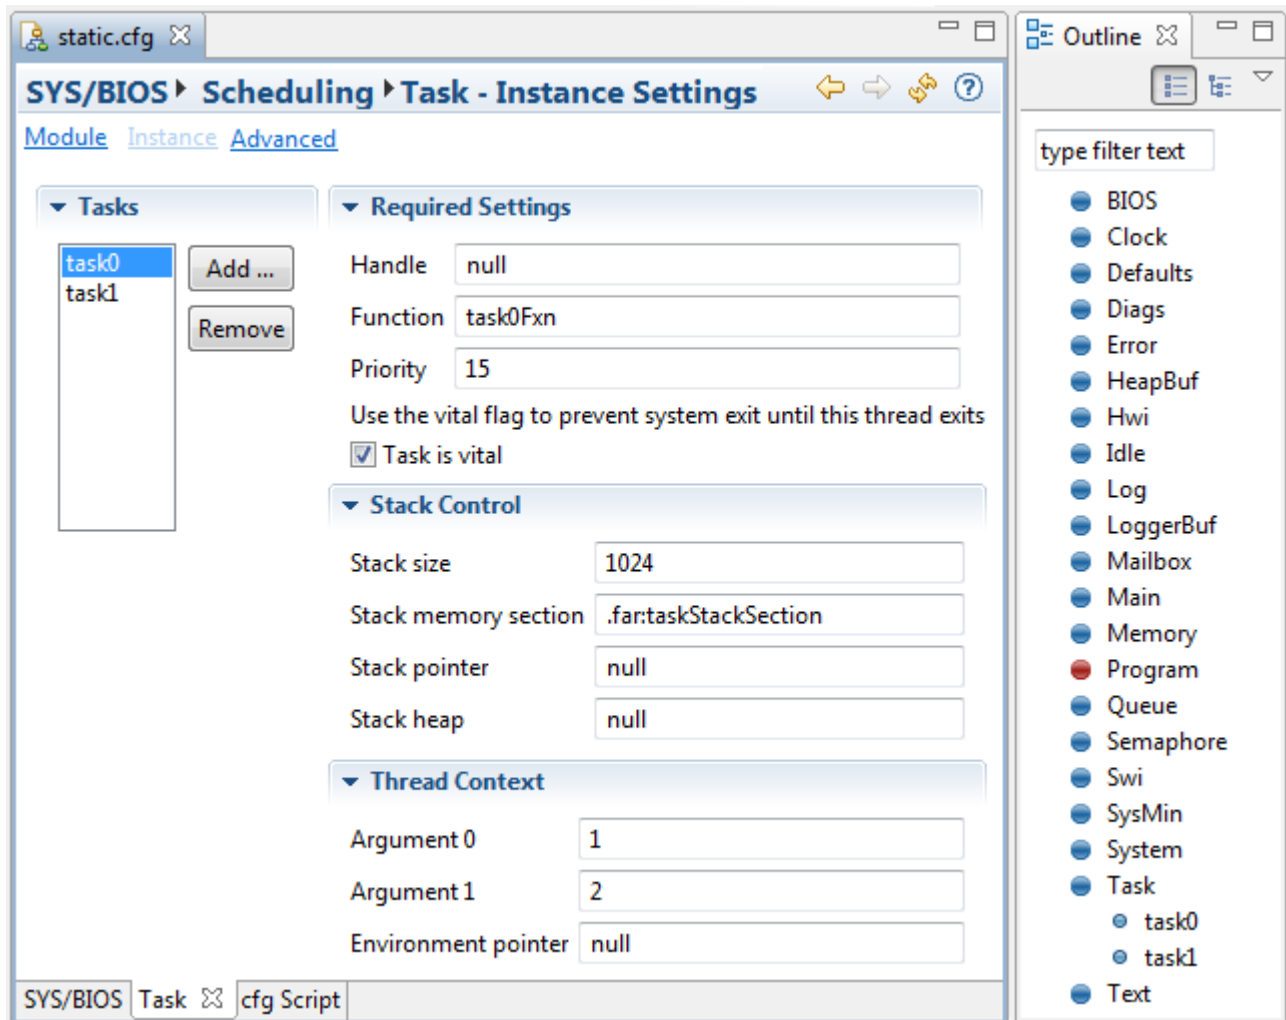 static.cfg
SYS/BIOS Scheduling Task - Instance Settings
Module Instance Advanced
Tasks
task0
task1
Add ...
Remove
Required Settings
Handle null
Function task0Fxn
Priority 15
Use the vital flag to prevent system exit until this thread exits
Task is vital
Stack Control
Stack size 1024
Stack memory section .far:taskStackSection
Stack pointer null
Stack heap null
Thread Context
Argument 0 1
Argument 1 2
Environment pointer null
SYS/BIOS Task cfg Script
Outline
type filter text
BIOS
Clock
Defaults
Diags
Error
HeapBuf
Hwi
Idle
Log
LoggerBuf
Mailbox
Main
Memory
Program
Queue
Semaphore
Swi
SysMin
System
Task
task0
task1
Text